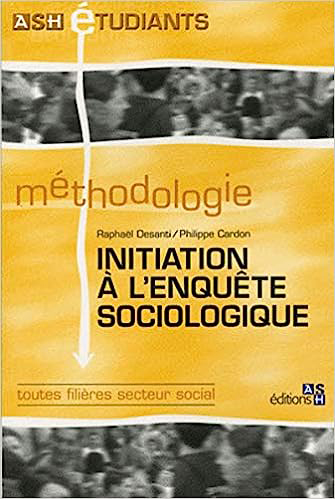 ASH éTUDIANTS
méthodologie
Raphaël Desanti/Philippe Cardon
INITIATION
À L'ENQUÊTE
SOCIOLOGIQUE
toutes filières secteur social
éditions ASH